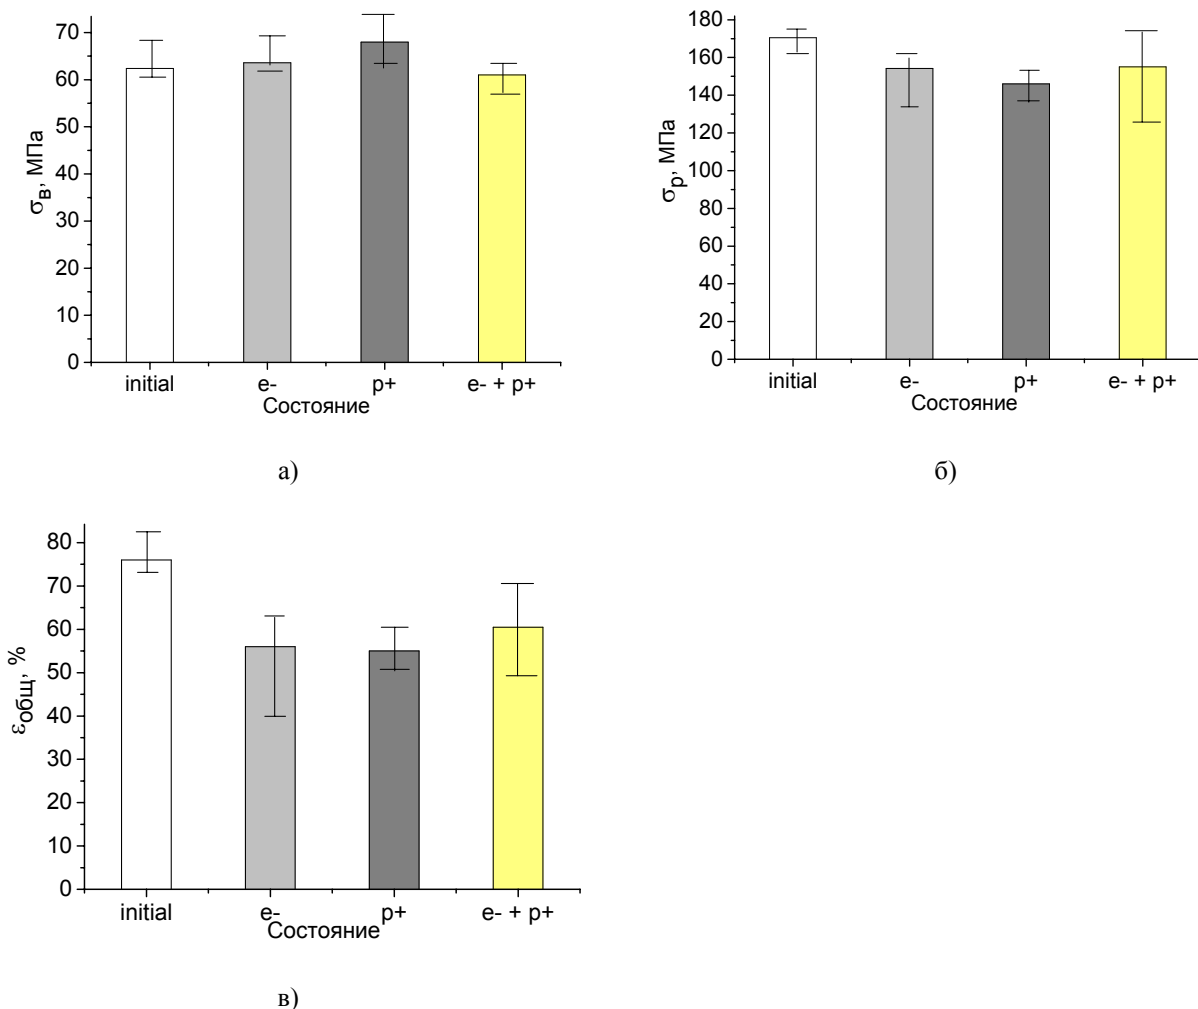 70
60
50
40
30
20
10
0
σв, МПа
initial e- p+ e- + p+
Состояние
а)
180
160
140
120
100
80
60
40
20
0
σр, МПа
initial e- p+ e- + p+
Состояние
б)
80
70
60
50
40
30
20
10
0
εобщ, %
initial e- p+ e- + p+
Состояние
в)